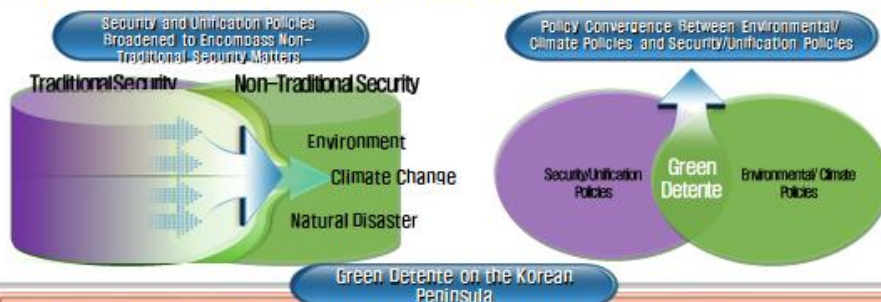 Security and Unification Policies
Broadened to Encompass Non-
Traditional Security Matters
Policy Convergence Between Environmental/
Climate Policies and Security/Unification Policies
Traditional Security
Non-Traditional Security
Environment
Climate Change
Natural Disaster
Security/Unification
Policies
Green
Detente
Environmental/ Climate
Policies
Green Detente on the Korean
Peninsula